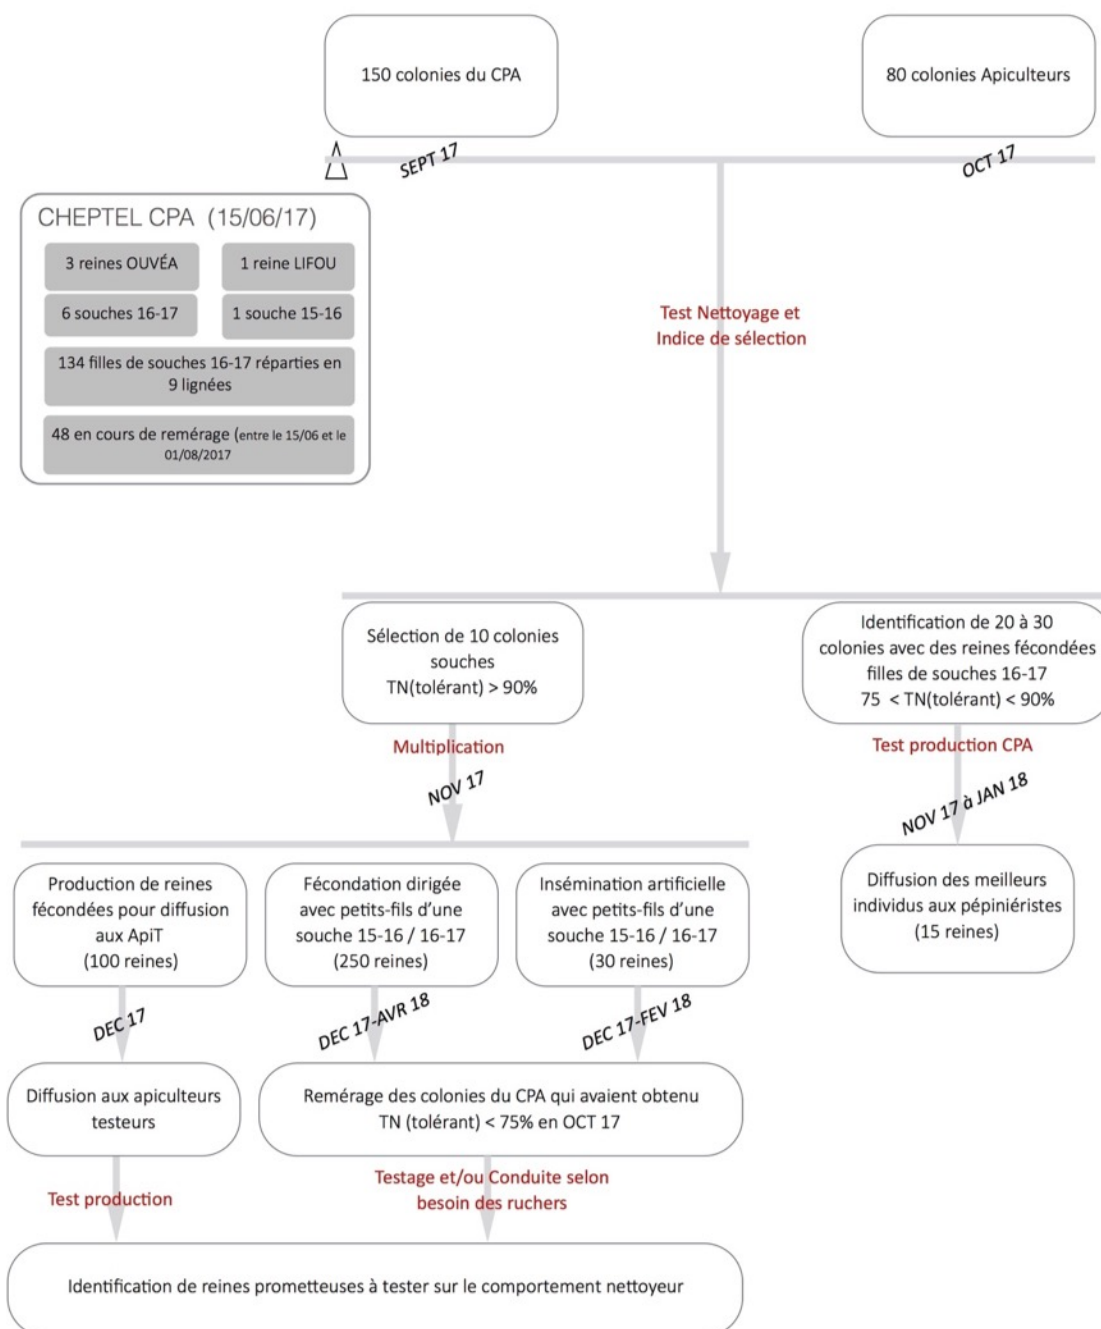 150 colonies du CPA
80 colonies Apiculteurs
SEPT 17
OCT 17
CHEPTEL CPA (15/06/17)
3 reines OUVÉA
1 reine LIFOU
6 souches 16-17
1 souche 15-16
134 filles de souches 16-17 réparties en
9 lignées
48 en cours de remérage (entre le 15/06 et le
01/08/2017
Test Nettoyage et
Indice de sélection
Sélection de 10 colonies
souches
TN(tolérant) > 90%
Identification de 20 à 30
colonies avec des reines fécondées
filles de souches 16-17
75 < TN(tolérant) < 90%
Multiplication
NOV 17
Test production CPA
NOV 17 à JAN 18
Production de reines
fécondées pour diffusion
aux ApiT
(100 reines)
Fécondation dirigée
avec petits-fils d'une
souche 15-16 / 16-17
(250 reines)
Insémination artificielle
avec petits-fils d'une
souche 15-16 / 16-17
(30 reines)
Diffusion des meilleurs
individus aux pépiniéristes
(15 reines)
DEC 17
DEC 17-AVR 18
DEC 17-FEV 18
Diffusion aux apiculteurs
testeurs
Remérage des colonies du CPA qui avaient obtenu
TN (tolérant) < 75% en OCT 17
Test production
Testage et/ou Conduite selon
besoin des ruchers
Identification de reines prometteuses à tester sur le comportement nettoyeur